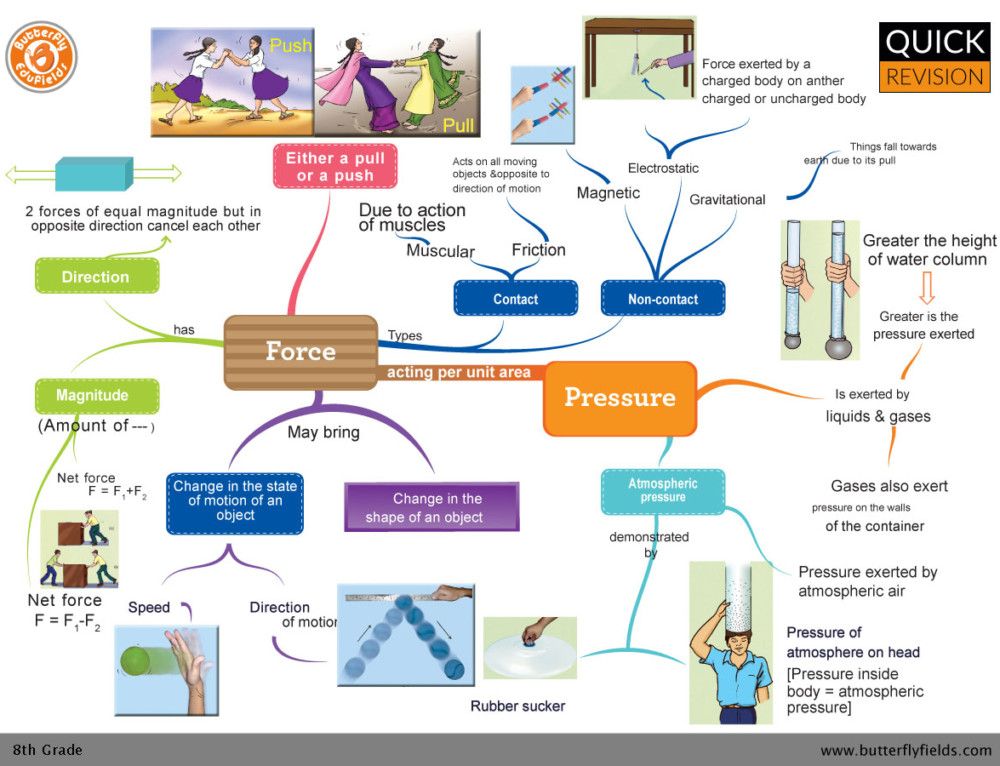 Butterfly
EduFields
Push
Pull
QUICK
REVISION
Force exerted by a
charged body on anther
charged or uncharged body
Either a pull
or a push
Acts on all moving
objects &opposite to
direction of motion
Electrostatic
Things fall towards
earth due to its pull
Magnetic
Gravitational
2 forces of equal magnitude but in
opposite direction cancel each other
Due to action
of muscles
Muscular
Friction
Greater the height
of water column
Direction
Contact
Non-contact
Greater is the
pressure exerted
has
Force
Types
acting per unit area
Pressure
Is exerted by
liquids & gases
Magnitude
(Amount of --- )
May bring
Net force
F = F1+F2
Change in the state
of motion of an
object
Change in the
shape of an object
Atmospheric
pressure
Gases also exert
pressure on the walls
of the container
demonstrated
by
Pressure exerted by
atmospheric air
Net force
F = F1-F2
Speed
Direction
of motion
Rubber sucker
Pressure of
atmosphere on head
[Pressure inside
body = atmospheric
pressure]
8th Grade
www.butterflyfields.com